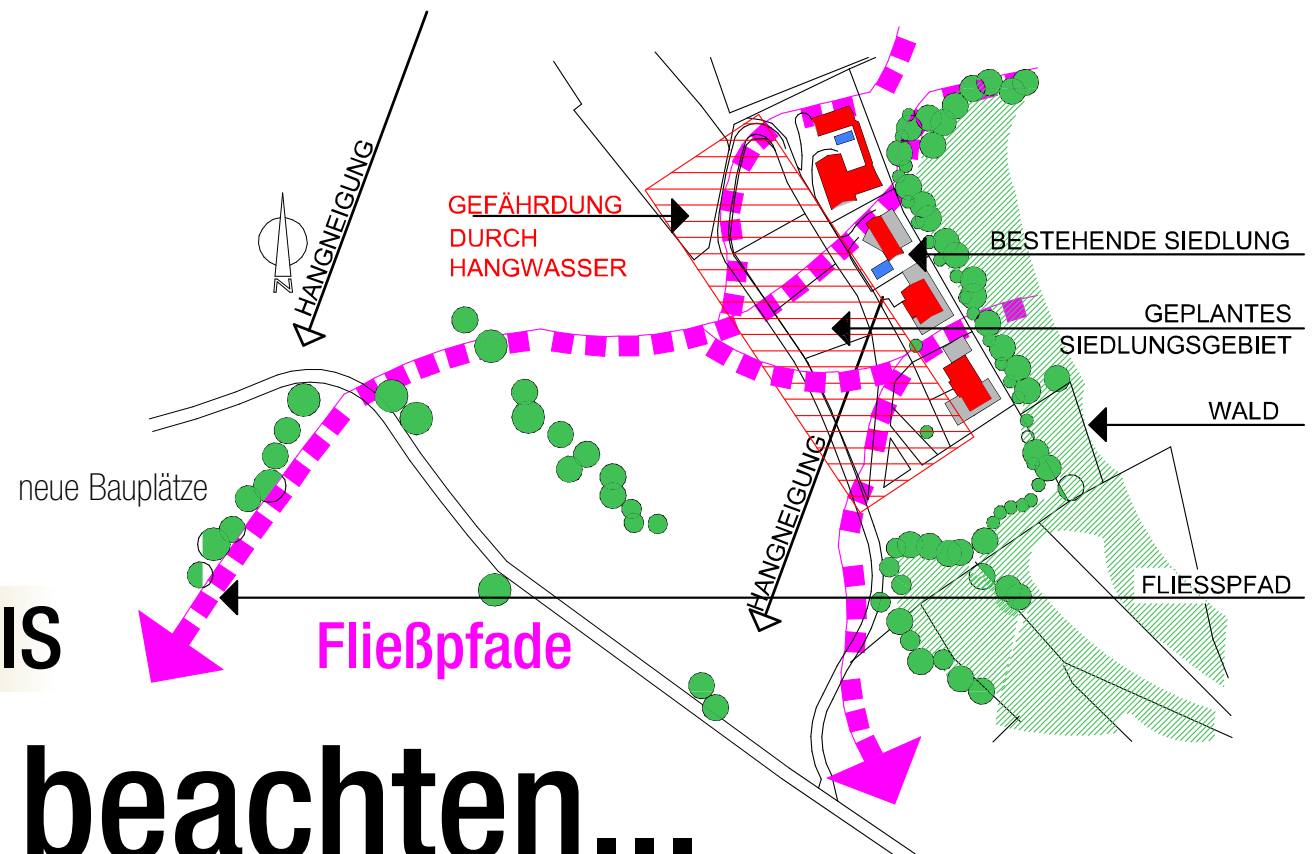 HANGNEIGUNG
GEFÄHRDUNG
DURCH
HANGWASSER
N
BESTEHENDE SIEDLUNG
GEPLANTES
SIEDLUNGSGEBIET
WALD
neue Bauplätze
HANGNEIGUNG
FLIESSPFAD
IS
Fließpfade
beachten...